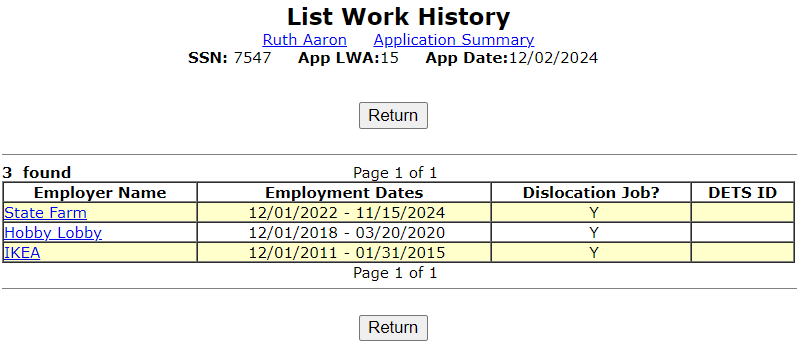 List Work History
Ruth Aaron Application Summary
SSN: 7547 App LWA:15 App Date:12/02/2024
Return
3 found Page 1 of 1
Employer Name Employment Dates Dislocation Job? DETS ID
State Farm 12/01/2022 - 11/15/2024 Y
Hobby Lobby 12/01/2018 - 03/20/2020 Y
IKEA 12/01/2011 - 01/31/2015 Y
Page 1 of 1
Return